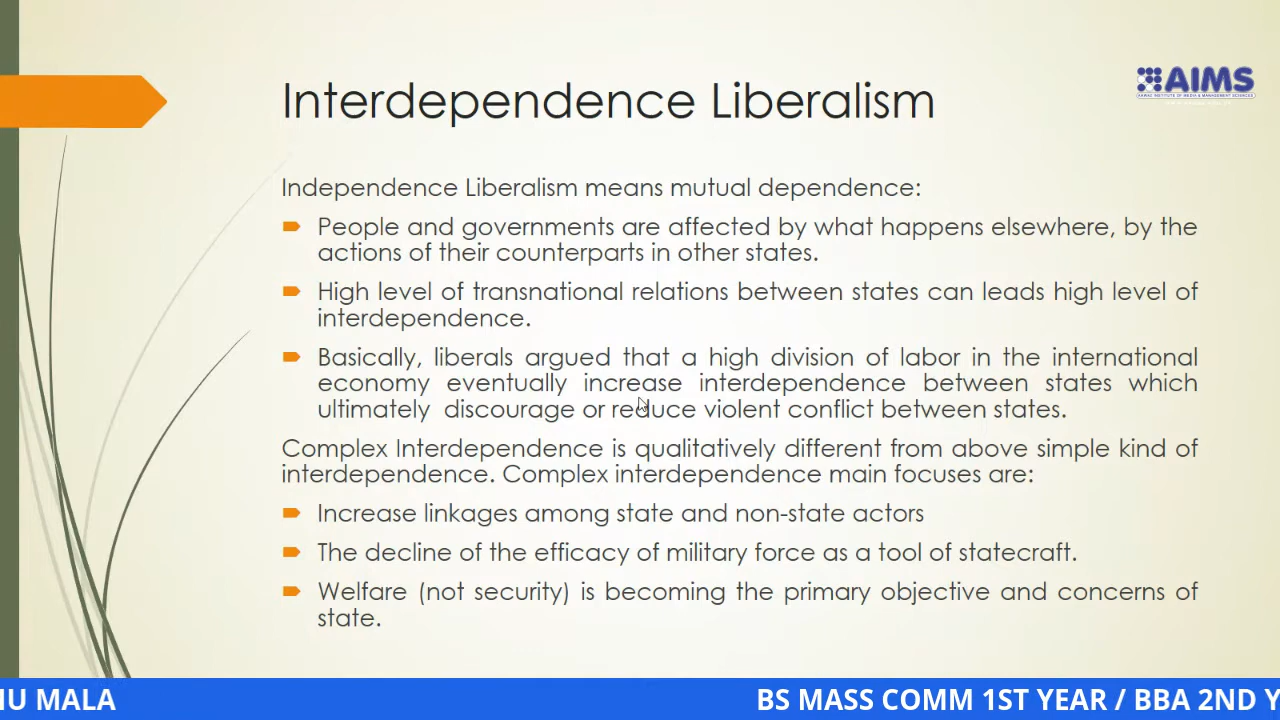 Interdependence Liberalism
AIMS
Independence Liberalism means mutual dependence:
People and governments are affected by what happens elsewhere, by the
actions of their counterparts in other states.
High level of transnational relations between states can leads high level of
interdependence.
Basically, liberals argued that a high division of labor in the international
economy eventually increase interdependence between states which
ultimately discourage or reduce violent conflict between states.
Complex Interdependence is qualitatively different from above simple kind of
interdependence. Complex interdependence main focuses are:
Increase linkages among state and non-state actors
The decline of the efficacy of military force as a tool of statecraft.
Welfare (not security) is becoming the primary objective and concerns of
state.
MALA BS MASS COMM 1ST YEAR / BBA 2ND